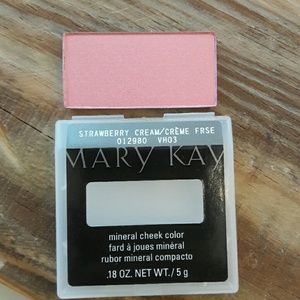 STRAWBERRY CREAM/CRÈME FRSE
012980 VH03
MARY KAY
mineral cheek color
fard à joues minéral
rubor mineral compacto
.18 OZ. NET WT./5 g